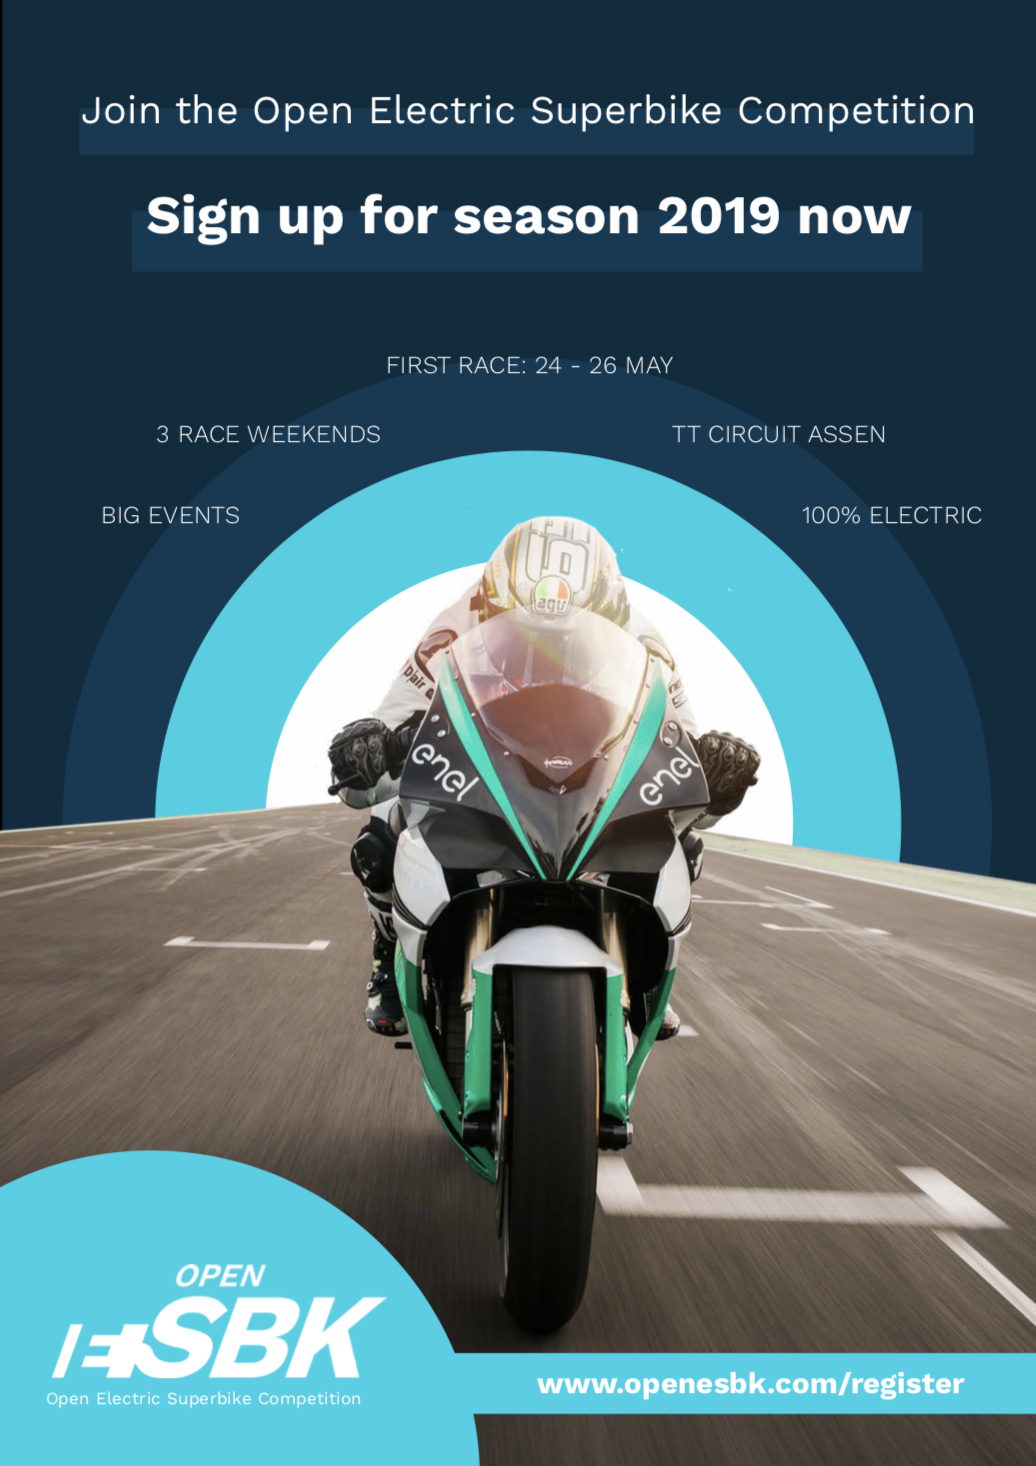 Join the Open Electric Superbike Competition
Sign up for season 2019 now
FIRST RACE: 24 - 26 MAY
3 RACE WEEKENDS
TT CIRCUIT ASSEN
BIG EVENTS
100% ELECTRIC
agv
D|air
enel
enel
OPEN
eSBK
Open Electric Superbike Competition
www.openesbk.com/register